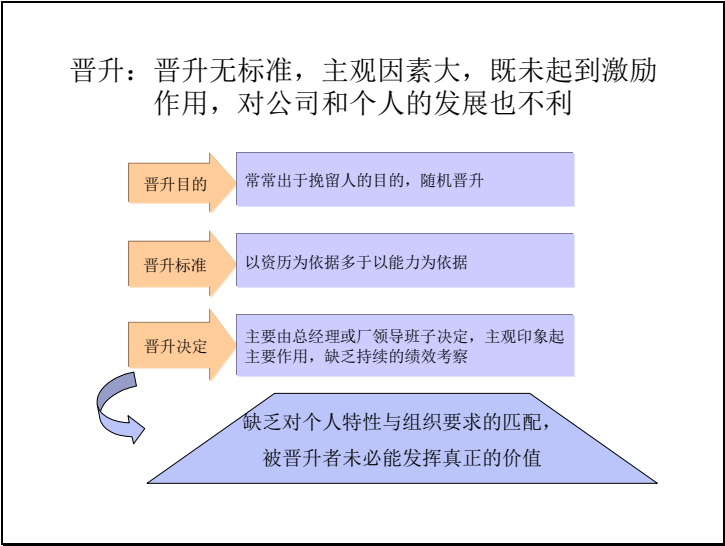 晋升：晋升无标准，主观因素大，既未起到激励
作用，对公司和个人的发展也不利
晋升目的
常常出于挽留人的目的，随机晋升
晋升标准
以资历为依据多于以能力为依据
晋升决定
主要由总经理或厂领导班子决定，主观印象起
主要作用，缺乏持续的绩效考察
缺乏对个人特性与组织要求的匹配，
被晋升者未必能发挥真正的价值